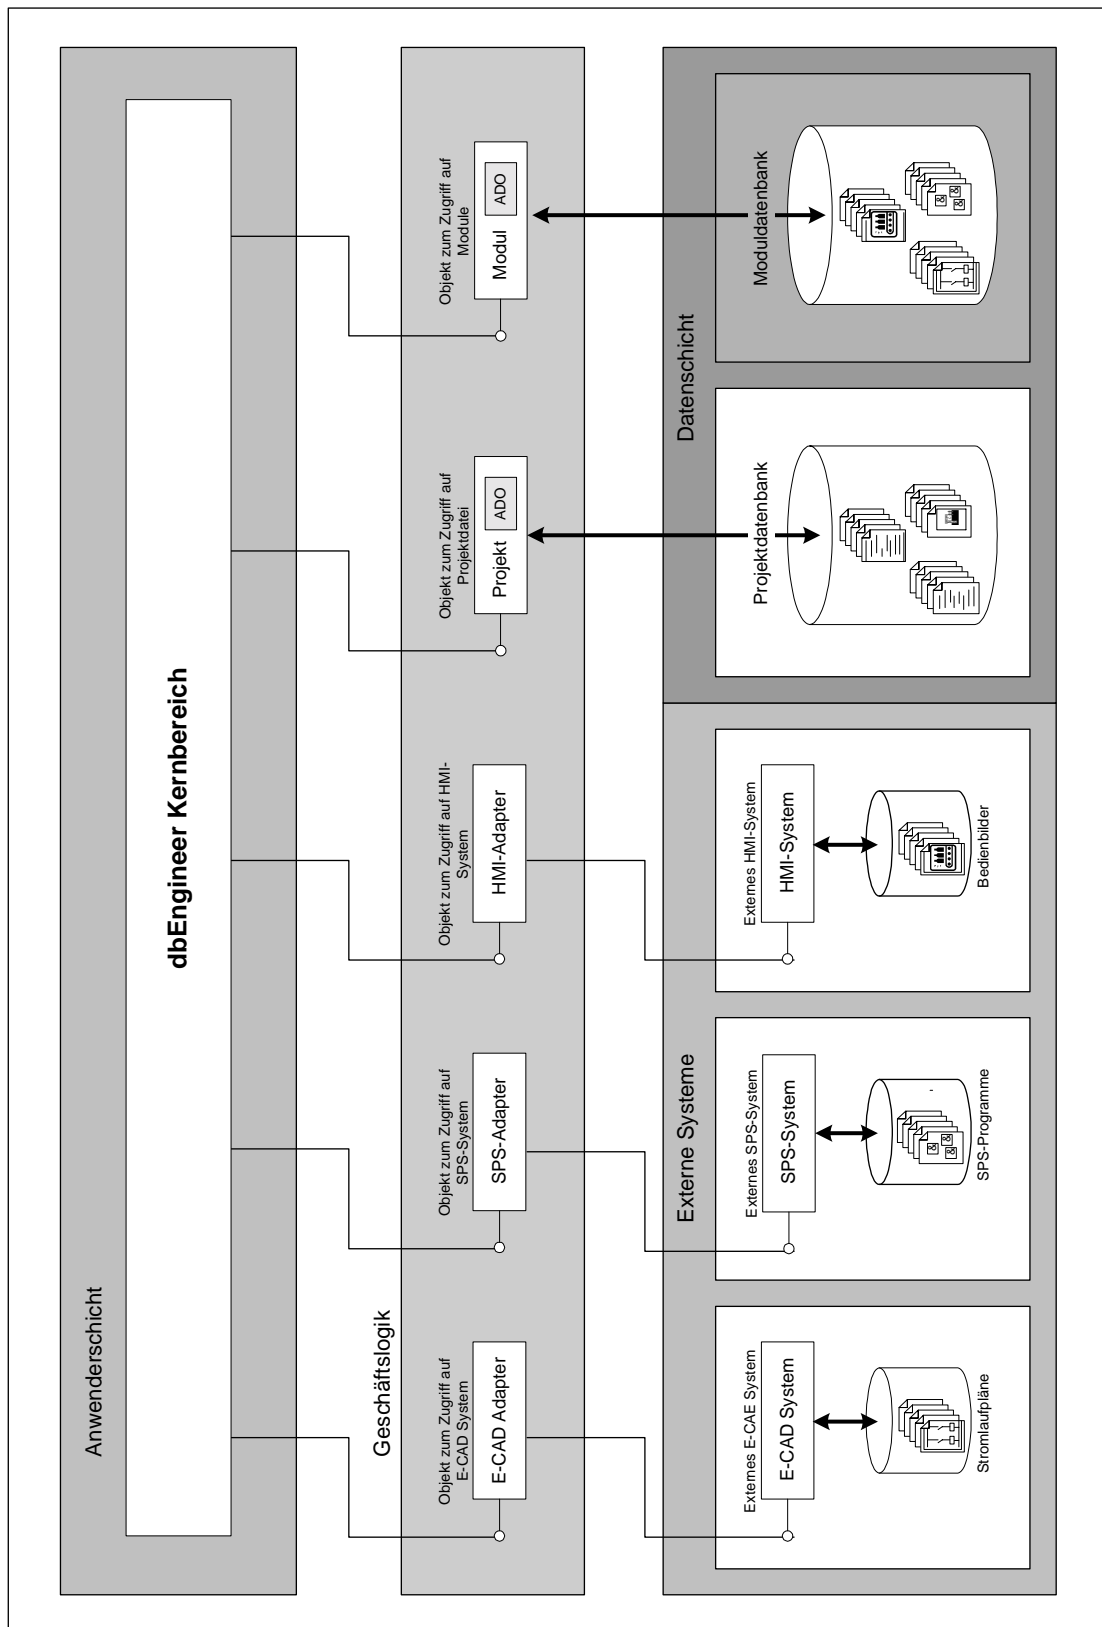 Anwenderschicht
dbEngineer Kernbereich
Geschäftslogik
Objekt zum Zugriff auf
E-CAD System
E-CAD Adapter
Objekt zum Zugriff auf
SPS-System
SPS-Adapter
Objekt zum Zugriff auf HMI-
System
HMI-Adapter
Objekt zum Zugriff auf
Projektdatei
Projekt
ADO
Objekt zum Zugriff auf
Module
Modul
ADO
Externe Systeme
Externes E-CAE System
E-CAD System
Stromlaufpläne
Externes SPS-System
SPS-System
SPS-Programme
Externes HMI-System
HMI-System
Bedienbilder
Datenschicht
Projektdatenbank
Moduldatenbank